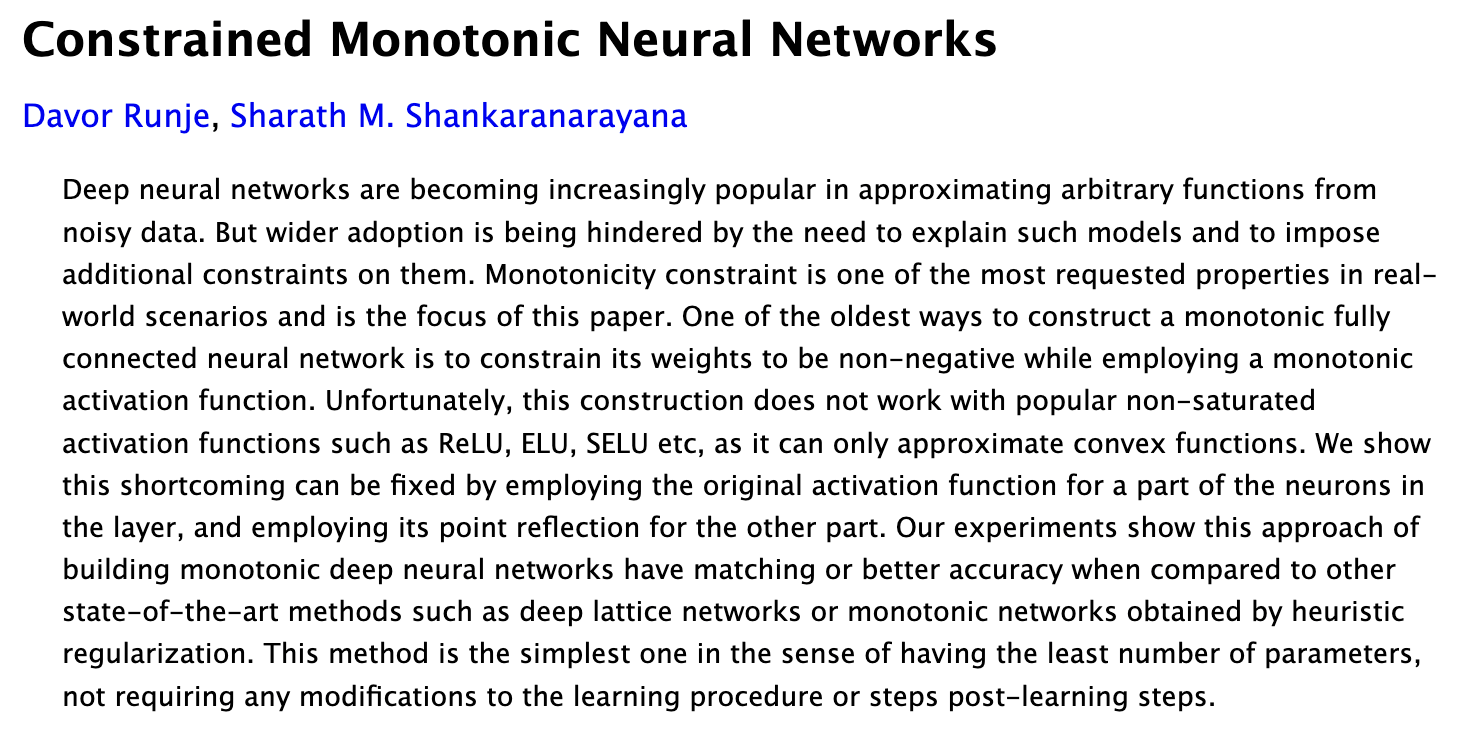 Constrained Monotonic Neural Networks
Davor Runje, Sharath M. Shankaranarayana
Deep neural networks are becoming increasingly popular in approximating arbitrary functions from
noisy data. But wider adoption is being hindered by the need to explain such models and to impose
additional constraints on them. Monotonicity constraint is one of the most requested properties in real-
world scenarios and is the focus of this paper. One of the oldest ways to construct a monotonic fully
connected neural network is to constrain its weights to be non-negative while employing a monotonic
activation function. Unfortunately, this construction does not work with popular non-saturated
activation functions such as ReLU, ELU, SELU etc, as it can only approximate convex functions. We show
this shortcoming can be fixed by employing the original activation function for a part of the neurons in
the layer, and employing its point reflection for the other part. Our experiments show this approach of
building monotonic deep neural networks have matching or better accuracy when compared to other
state-of-the-art methods such as deep lattice networks or monotonic networks obtained by heuristic
regularization. This method is the simplest one in the sense of having the least number of parameters,
not requiring any modifications to the learning procedure or steps post-learning steps.